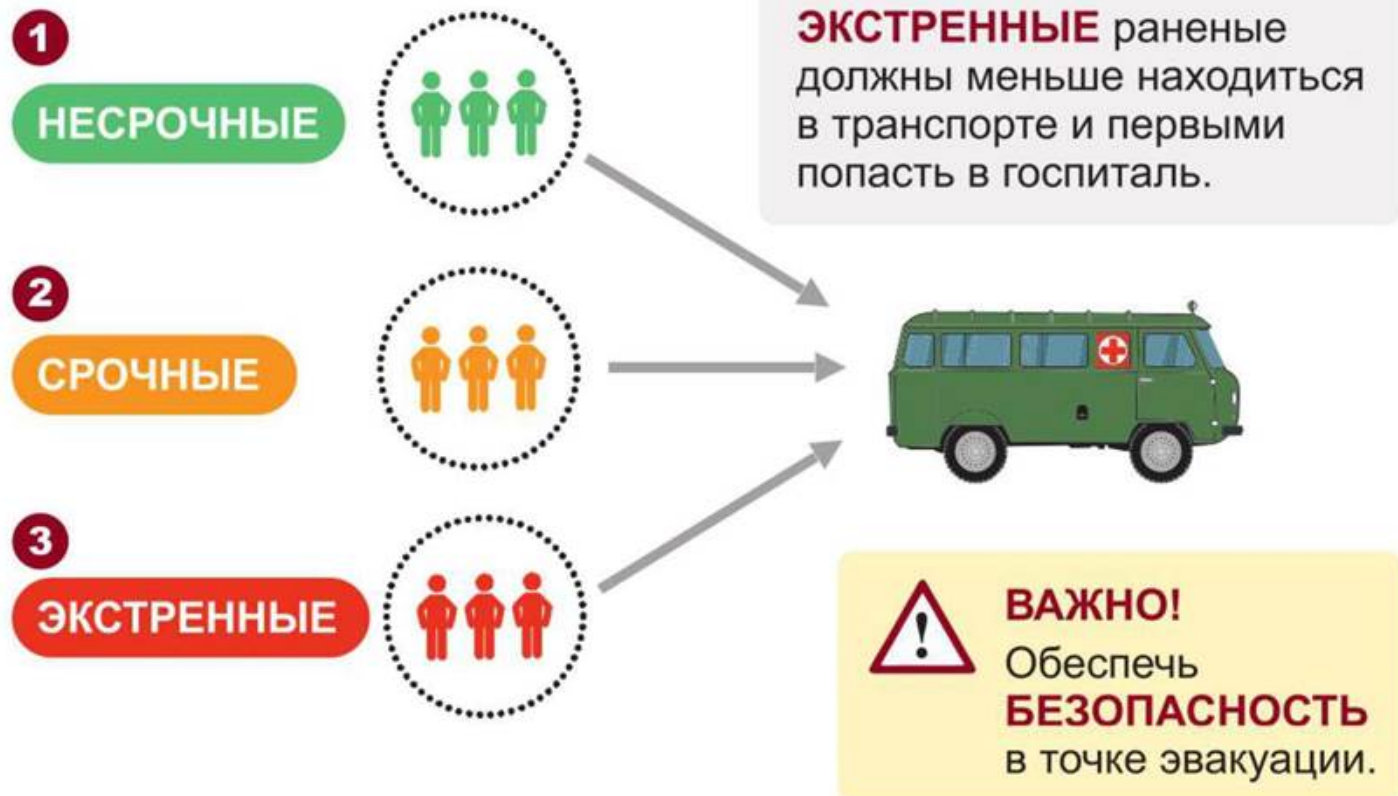 1
НЕСРОЧНЫЕ
2
СРОЧНЫЕ
3
ЭКСТРЕННЫЕ
ЭКСТРЕННЫЕ раненые
должны меньше находиться
в транспорте и первыми
попасть в госпиталь.
!
ВАЖНО!
Обеспечь
БЕЗОПАСНОСТЬ
в точке эвакуации.